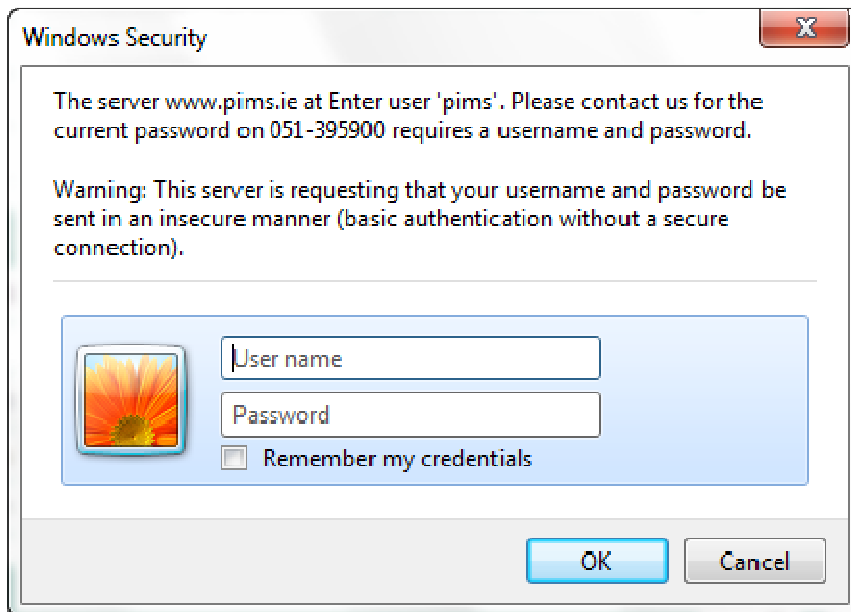 Windows Security
The server www.pims.ie at Enter user 'pims'. Please contact us for the
current password on 051-395900 requires a username and password.
Warning: This server is requesting that your username and password be
sent in an insecure manner (basic authentication without a secure
connection).
User name
Password
Remember my credentials
OK
Cancel